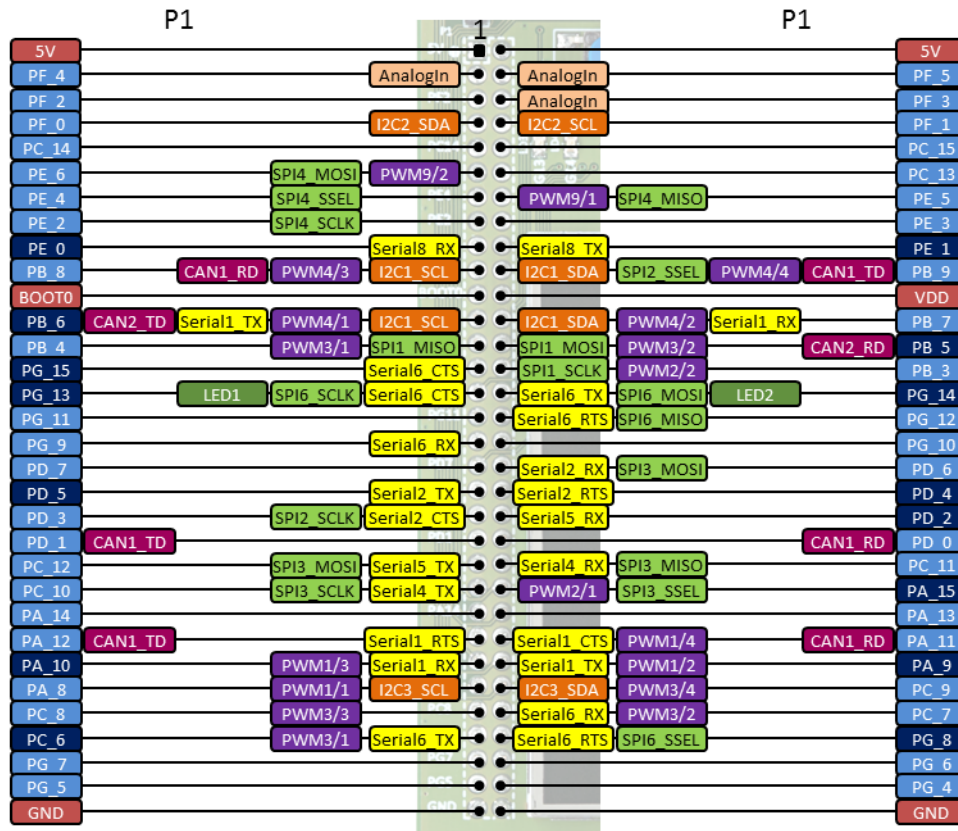 P1 P1
1
5V 5V
PF_4 AnalogIn AnalogIn PF_5
PF_2 AnalogIn PF_3
PF_0 I2C2_SDA I2C2_SCL PF_1
PC_14 PC_15
PE_6 SPI4_MOSI PWM9/2 PC_13
PE_4 SPI4_SSEL PWM9/1 SPI4_MISO PE_5
PE_2 SPI4_SCLK PE_3
PE_0 Serial8_RX Serial8_TX PE_1
PB_8 CAN1_RD PWM4/3 I2C1_SCL I2C1_SDA SPI2_SSEL PWM4/4 CAN1_TD PB_9
BOOT0 BOOT0 VDD
PB_6 CAN2_TD Serial1_TX PWM4/1 I2C1_SCL I2C1_SDA PWM4/2 Serial1_RX PB_7
PB_4 PWM3/1 SPI1_MISO SPI1_MOSI PWM3/2 CAN2_RD PB_5
PG_15 Serial6_CTS SPI1_SCLK PWM2/2 PB_3
PG_13 LED1 SPI6_SCLK Serial6_CTS Serial6_TX SPI6_MOSI LED2 PG_14
PG_11 Serial6_RTS SPI6_MISO PG_12
PG_9 Serial6_RX PG_10
PD_7 Serial2_RX SPI3_MOSI PD_6
PD_5 Serial2_TX Serial2_RTS PD_4
PD_3 SPI2_SCLK Serial2_CTS Serial5_RX PD_2
PD_1 CAN1_TD CAN1_RD PD_0
PC_12 SPI3_MOSI Serial5_TX Serial4_RX SPI3_MISO PC_11
PC_10 SPI3_SCLK Serial4_TX PWM2/1 SPI3_SSEL PA_15
PA_14 PA_13
PA_12 CAN1_TD Serial1_RTS Serial1_CTS PWM1/4 CAN1_RD PA_11
PA_10 PWM1/3 Serial1_RX Serial1_TX PWM1/2 PA_9
PA_8 PWM1/1 I2C3_SCL I2C3_SDA PWM3/4 PC_9
PC_8 PWM3/3 Serial6_RX PWM3/2 PC_7
PC_6 PWM3/1 Serial6_TX Serial6_RTS SPI6_SSEL PG_8
PG_7 PG7 PG_6
PG_5 PG5 PG_4
GND GND GND